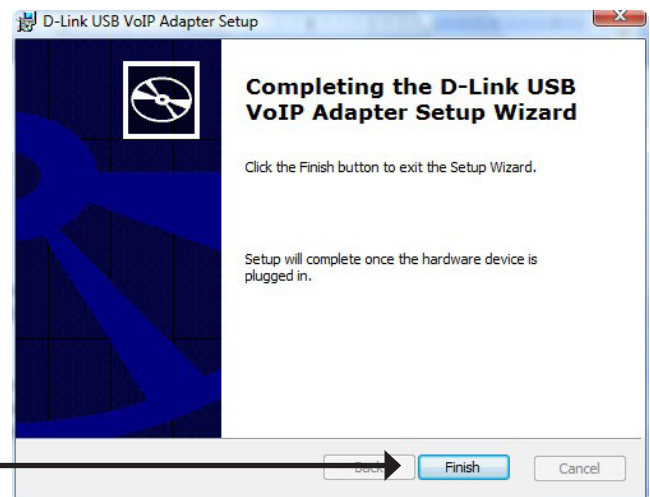 D-Link USB VoIP Adapter Setup
Completing the D-Link USB
VoIP Adapter Setup Wizard
Click the Finish button to exit the Setup Wizard.
Setup will complete once the hardware device is
plugged in.
Back
Finish
Cancel